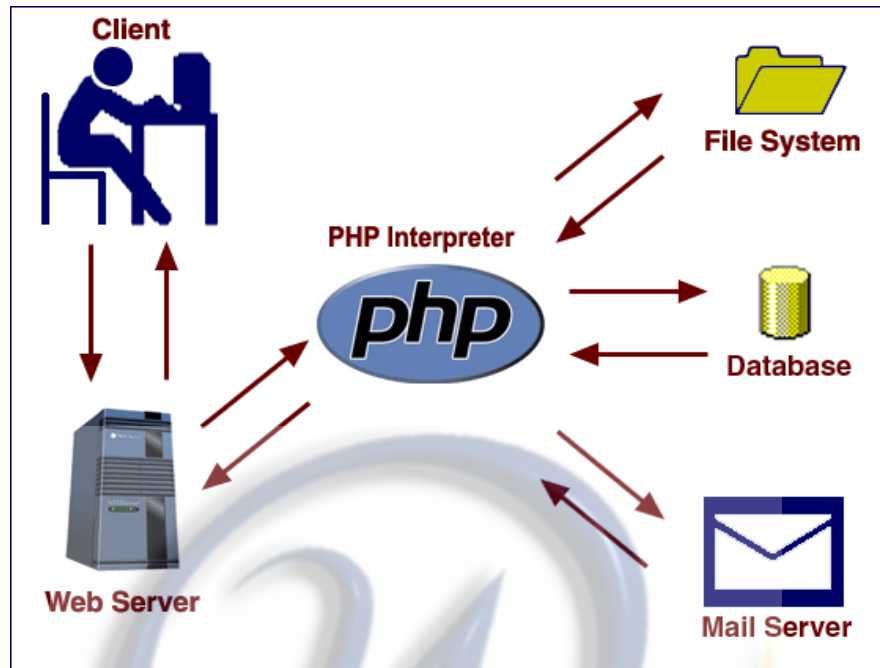 Client
File System
PHP Interpreter
php
Database
Web Server
Mail Server